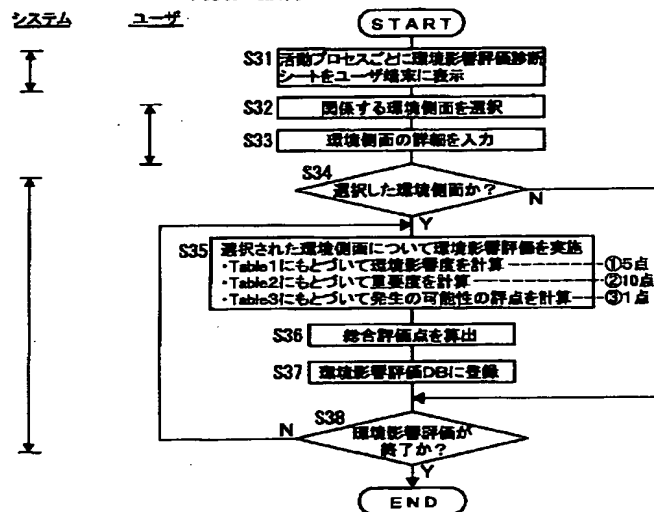 システム
ユーザ
START
S31
活動プロセスごとに環境影響評価診断
シートをユーザ端末に表示
S32
関係する環境側面を選択
S33
環境側面の詳細を入力
S34
選択した環境側面か？
N
Y
S35
選択された環境側面について環境影響評価を実施
・Table1にもとづいて環境影響度を計算 ①5点
・Table2にもとづいて重要度を計算 ②10点
・Table3にもとづいて発生の可能性の評点を計算 ③1点
S36
総合評価点を算出
S37
環境影響評価DBに登録
S38
N
環境影響評価が
終了か？
Y
END